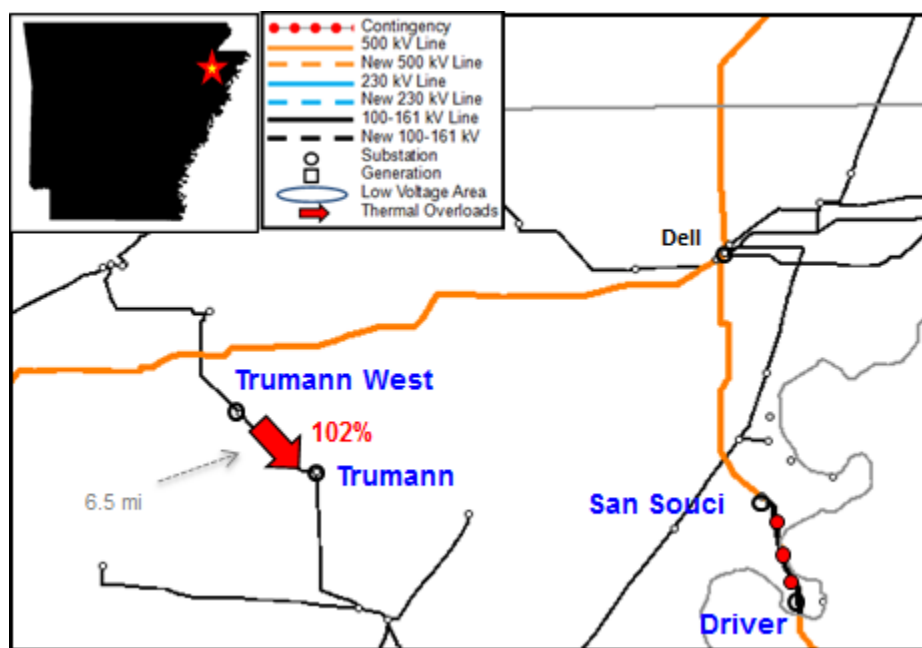 Contingency
500 kV Line
New 500 kV Line
230 kV Line
New 230 kV Line
100-161 kV Line
New 100-161 kV
Substation
Generation
Low Voltage Area
Thermal Overloads
Dell
Trumann West
102%
Trumann
6.5 mi
San Souci
Driver